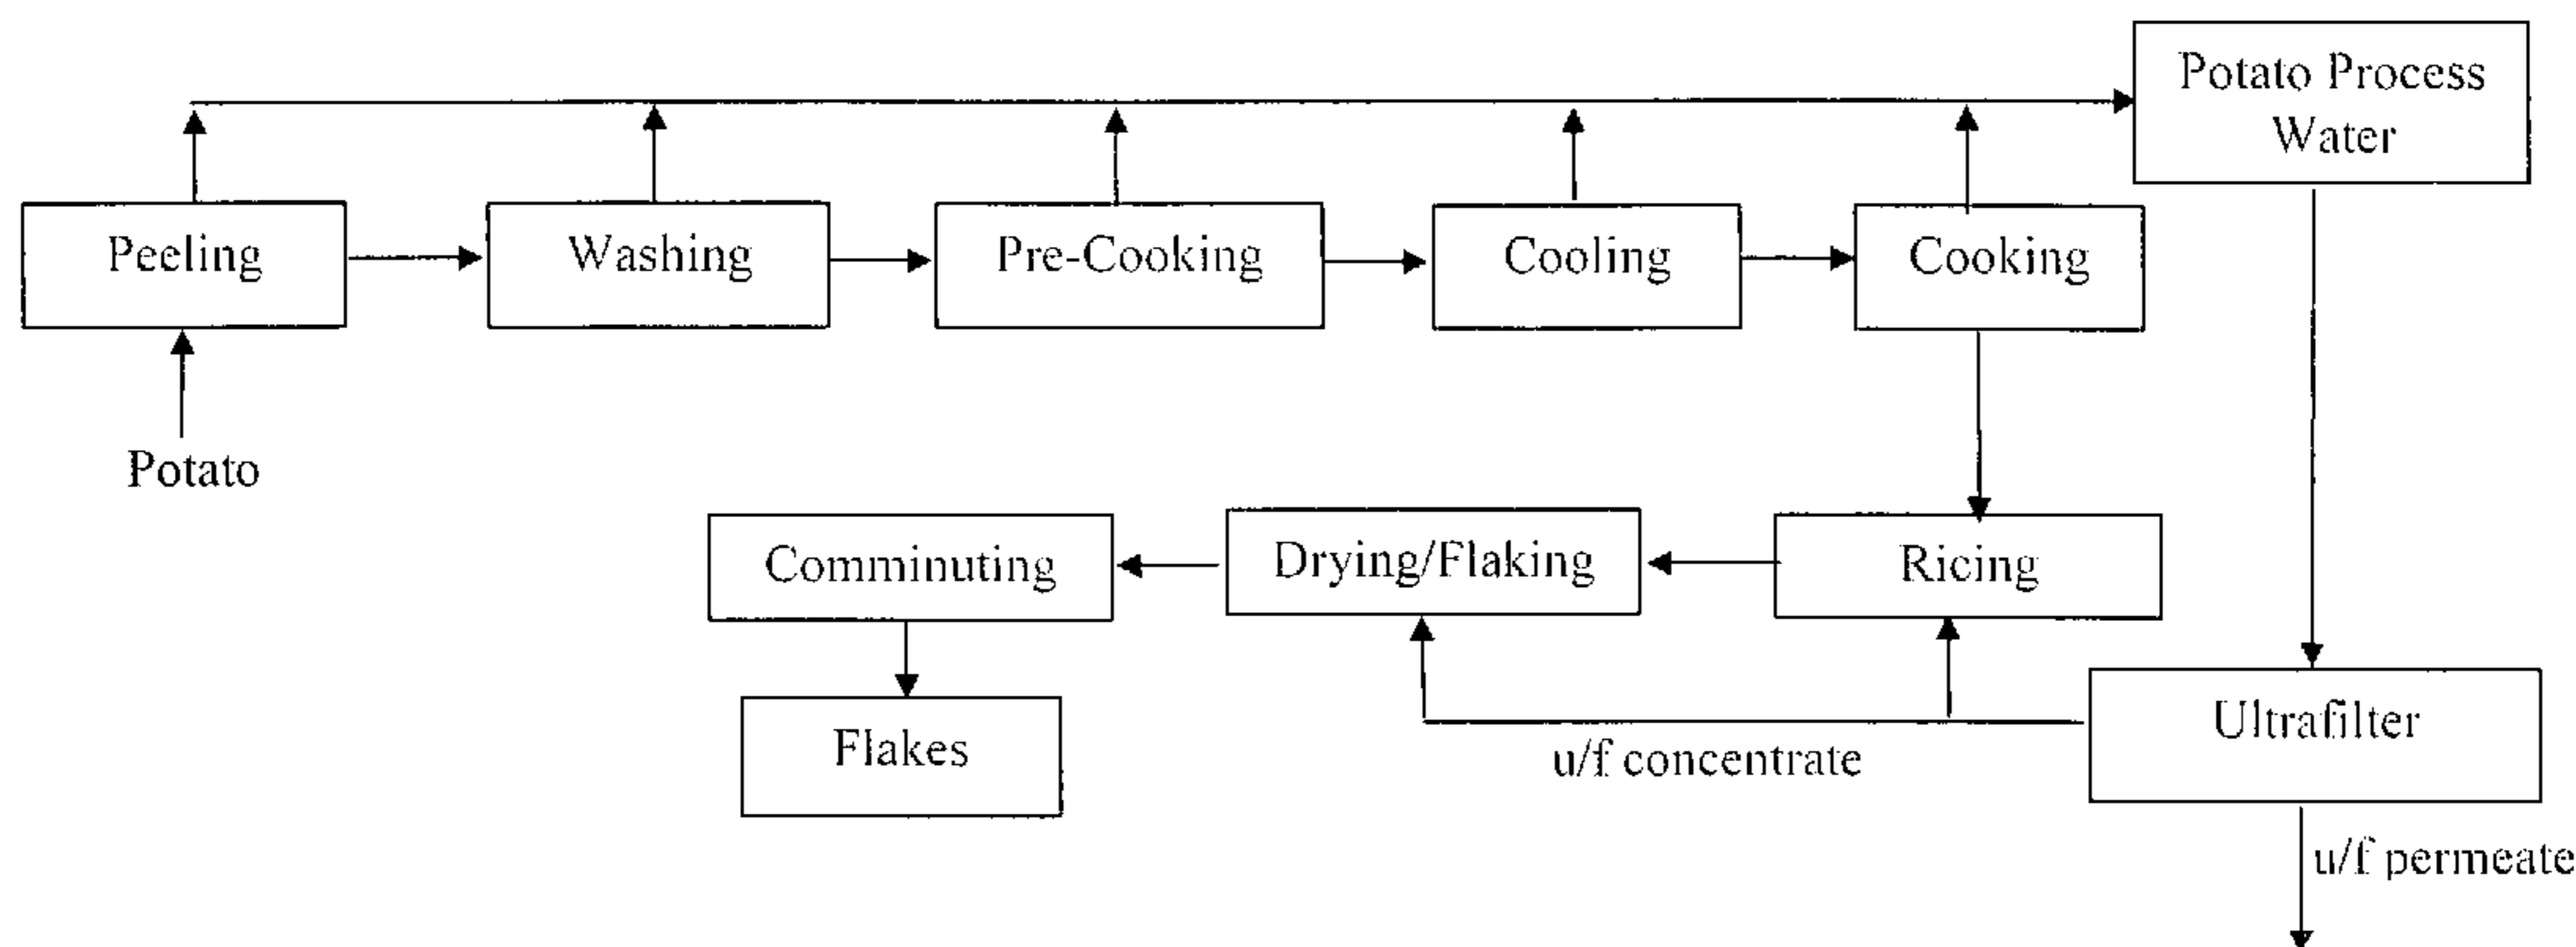 Potato Process
Water
Peeling
Washing
Pre-Cooking
Cooling
Cooking
Potato
Comminuting
Drying/Flaking
Ricing
Flakes
u/f concentrate
Ultrafilter
u/f permeate